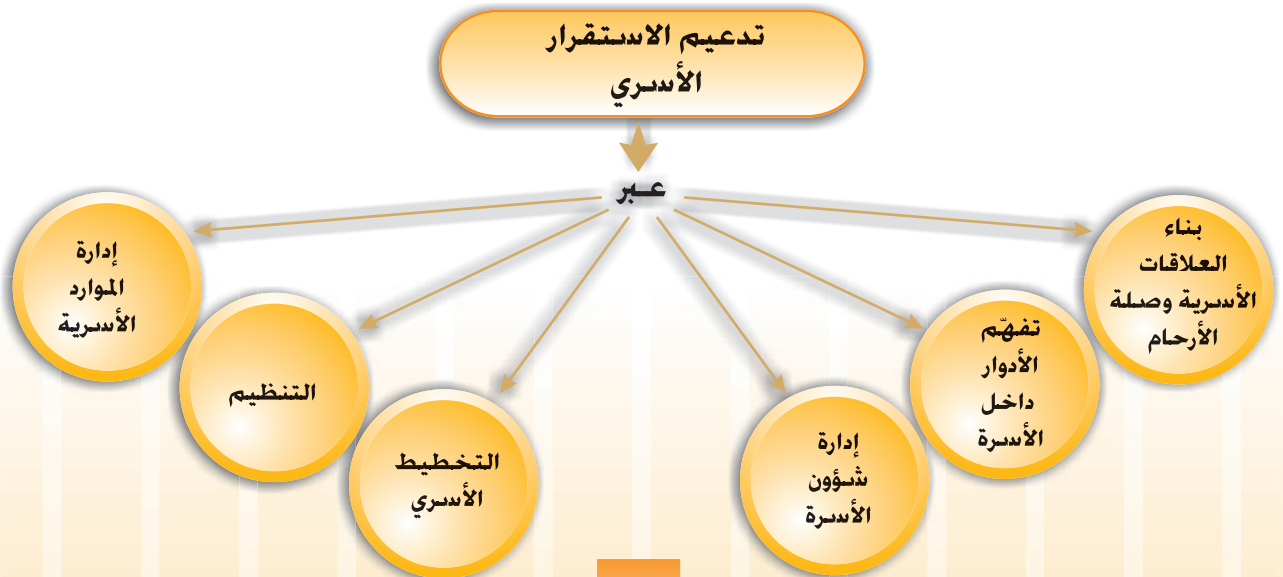 تدعيم الاستقرار
الأسري
عبر
بناء
العلاقات
الأسرية وصلة
الأرحام
تفهّم
الأدوار
داخل
الأسرة
إدارة
شؤون
الأسرة
التخطيط
الأسري
التنظيم
إدارة
الموارد
الأسرية